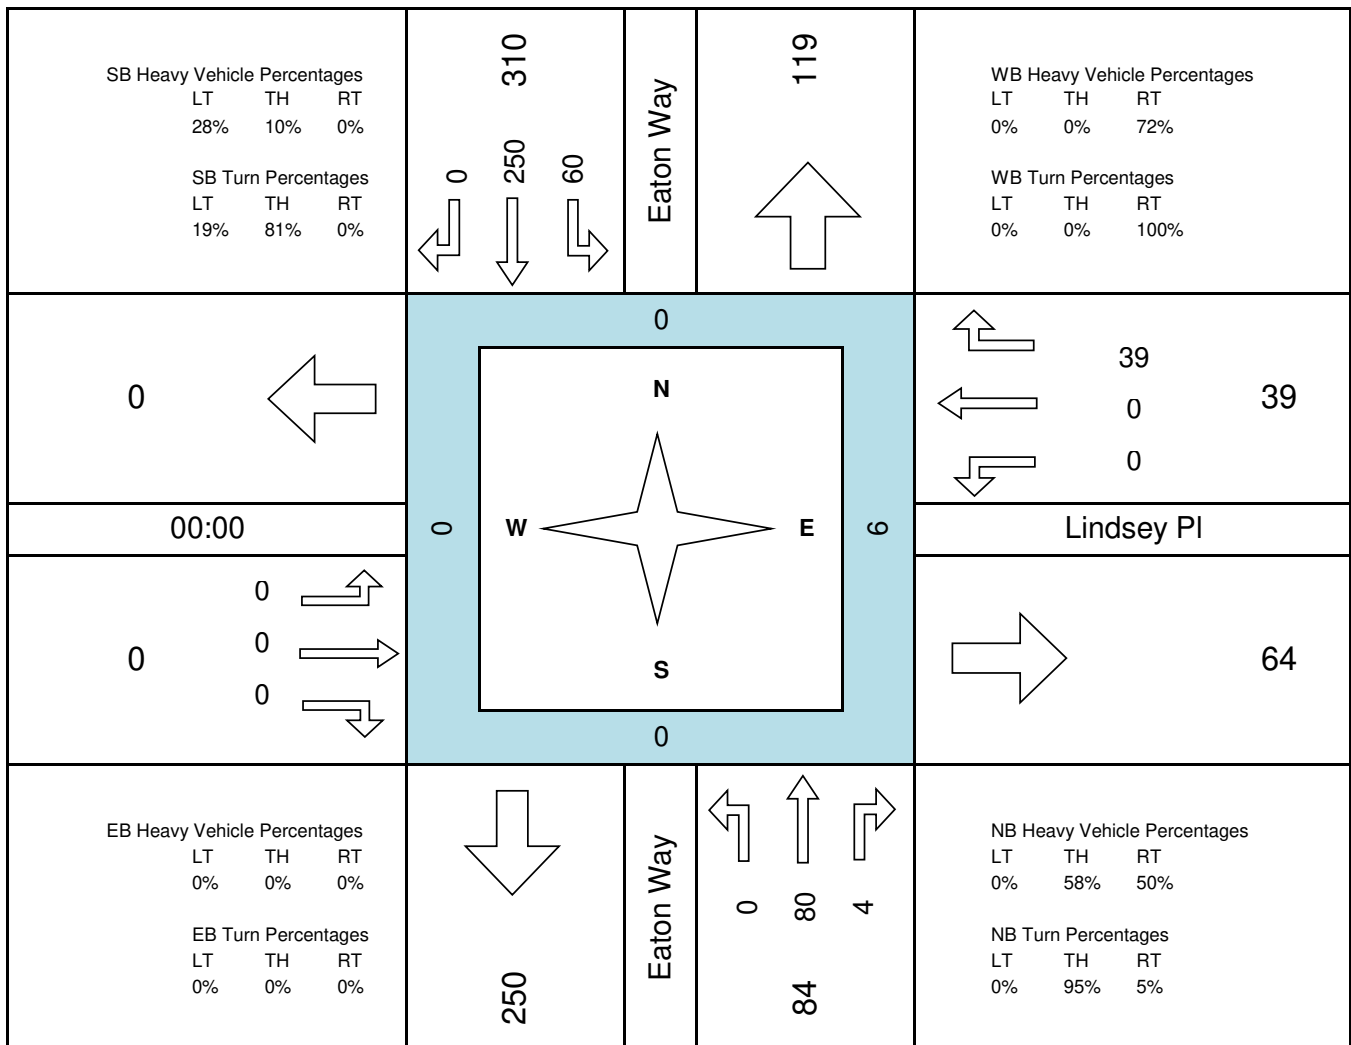 SB Heavy Vehicle Percentages
LT TH RT
28% 10% 0%
SB Turn Percentages
LT TH RT
19% 81% 0%
310
0 250 60
Eaton Way
119
WB Heavy Vehicle Percentages
LT TH RT
0% 0% 72%
WB Turn Percentages
LT TH RT
0% 0% 100%
0
0
N
W
E
S
0
6
0
39
0
0
39
00:00
Lindsey Pl
0
0
0
0
64
EB Heavy Vehicle Percentages
LT TH RT
0% 0% 0%
EB Turn Percentages
LT TH RT
0% 0% 0%
250
Eaton Way
0 80 4
84
NB Heavy Vehicle Percentages
LT TH RT
0% 58% 50%
NB Turn Percentages
LT TH RT
0% 95% 5%